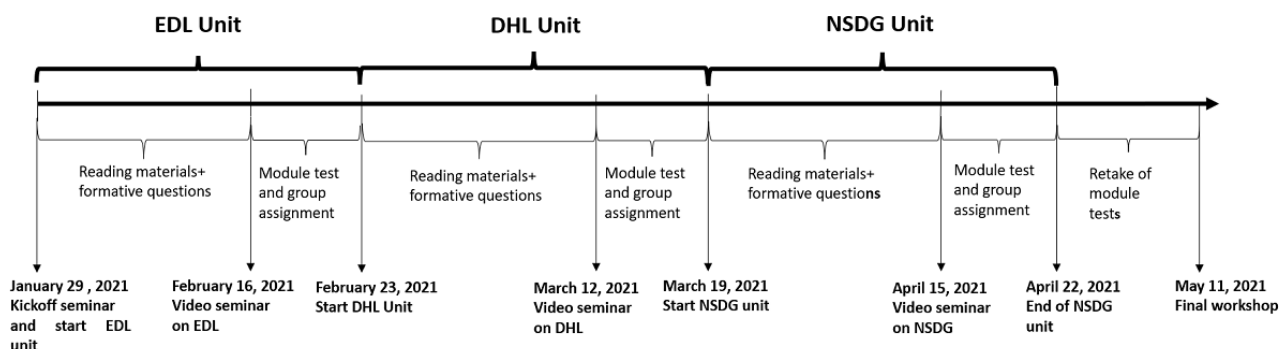 EDL Unit
DHL Unit
NSDG Unit
Reading materials+
formative questions
Module test
and group
assignment
Reading materials+
formative questions
Module test
and group
assignment
Reading materials+
formative questions
Module test
and group
assignment
Retake of
module
tests
January 29 , 2021
Kickoff seminar
and start EDL
unit
February 16, 2021
Video seminar
on EDL
February 23, 2021
Start DHL Unit
March 12, 2021
Video seminar
on DHL
March 19, 2021
Start NSDG unit
April 15, 2021
Video seminar
on NSDG
April 22, 2021
End of NSDG
unit
May 11, 2021
Final workshop